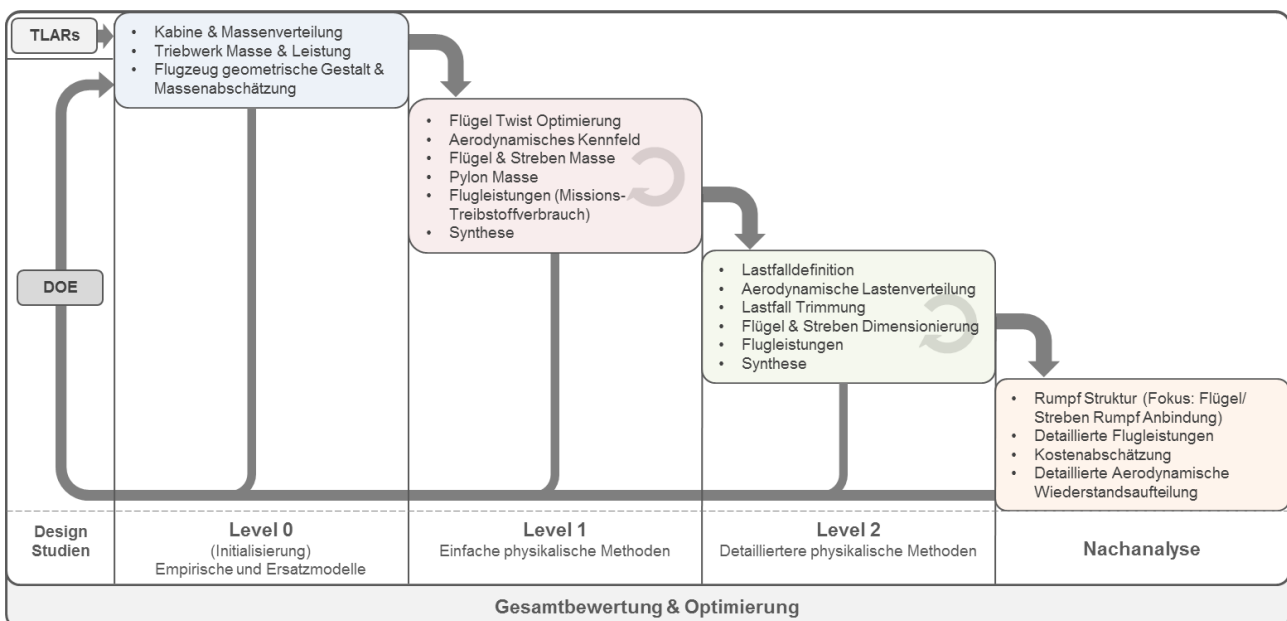 TLARs
• Kabine & Massenverteilung
• Triebwerk Masse & Leistung
• Flugzeug geometrische Gestalt &
Massenabschätzung
• Flügel Twist Optimierung
• Aerodynamisches Kennfeld
• Flügel & Streben Masse
• Pylon Masse
• Flugleistungen (Missions-
Treibstoffverbrauch)
• Synthese
DOE
• Lastfalldefinition
• Aerodynamische Lastenverteilung
• Lastfall Trimmung
• Flügel & Streben Dimensionierung
• Flugleistungen
• Synthese
• Rumpf Struktur (Fokus: Flügel/
Streben Rumpf Anbindung)
• Detaillierte Flugleistungen
• Kostenabschätzung
• Detaillierte Aerodynamische
Wiederstandsaufteilung
Design
Studien
Level 0
(Initialisierung)
Empirische und Ersatzmodelle
Level 1
Einfache physikalische Methoden
Level 2
Detailliertere physikalische Methoden
Nachanalyse
Gesamtbewertung & Optimierung